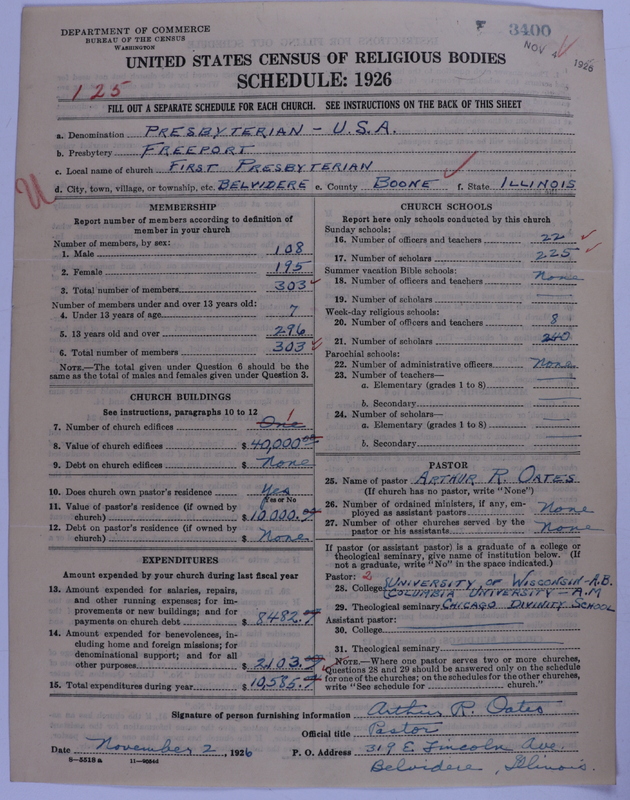 DEPARTMENT OF COMMERCE
BUREAU OF THE CENSUS
WASHINGTON
3400
NOV 4 1926
UNITED STATES CENSUS OF RELIGIOUS BODIES
SCHEDULE: 1926
125
FILL OUT A SEPARATE SCHEDULE FOR EACH CHURCH. SEE INSTRUCTIONS ON THE BACK OF THIS SHEET
a. Denomination PRESBYTERIAN - U.S.A.
b. Presbytery FREEPORT
c. Local name of church FIRST PRESBYTERIAN
d. City, town, village, or township, etc. BELVIDERE e. County BOONE f. State ILLINOIS
MEMBERSHIP
Report number of members according to definition of
member in your church
Number of members, by sex:
1. Male 108
2. Female 195
3. Total number of members 303
Number of members under and over 13 years old:
4. Under 13 years of age 7
5. 13 years old and over 296
6. Total number of members 303
NOTE.—The total given under Question 6 should be the
same as the total of males and females given under Question 3.
CHURCH BUILDINGS
See instructions, paragraphs 10 to 12
7. Number of church edifices One 1
8. Value of church edifices $ 40,000.00
9. Debt on church edifices $ None
10. Does church own pastor's residence Yes
Yes or No
11. Value of pastor's residence (if owned by
church) $ 10,000.
12. Debt on pastor's residence (if owned by
church) $ None
EXPENDITURES
Amount expended by your church during last fiscal year
13. Amount expended for salaries, repairs,
and other running expenses; for im-
provements or new buildings; and for
payments on church debt $ 8482.
14. Amount expended for benevolences, in-
cluding home and foreign missions; for
denominational support; and for all
other purposes $ 2103.
15. Total expenditures during year $ 10,585.
CHURCH SCHOOLS
Report here only schools conducted by this church
Sunday schools:
16. Number of officers and teachers 22
17. Number of scholars 225
Summer vacation Bible schools:
18. Number of officers and teachers None
19. Number of scholars
Week-day religious schools:
20. Number of officers and teachers 8
21. Number of scholars 240
Parochial schools:
22. Number of administrative officers None
23. Number of teachers—
a. Elementary (grades 1 to 8)
b. Secondary
24. Number of scholars—
a. Elementary (grades 1 to 8)
b. Secondary
PASTOR
25. Name of pastor ARTHUR R. OATES
(If church has no pastor, write "None")
26. Number of ordained ministers, if any, em-
ployed as assistant pastors None
27. Number of other churches served by the
pastor or his assistants None
If pastor (or assistant pastor) is a graduate of a college or
theological seminary, give name of institution below. (If
not a graduate, write "No" in the space indicated.)
Pastor: 2
28. College UNIVERSITY OF WISCONSIN - A.B.
COLUMBIA UNIVERSITY - A.M
29. Theological seminary CHICAGO DIVINITY SCHOOL
Assistant pastor:
30. College
31. Theological seminary
NOTE.—Where one pastor serves two or more churches,
Questions 28 and 29 should be answered only on the schedule
for one of the churches; on the schedules for the other churches,
write "See schedule for church."
Signature of person furnishing information Arthur R. Oates
Official title Pastor
Date November 2, 1926 P. O. Address 319 E Lincoln Ave.
Belvidere, Illinois.
8-5518 a